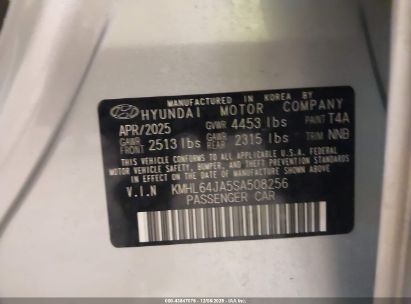 MANUFACTURED IN KOREA BY
HYUNDAI MOTOR COMPANY
APR/2025 GVWR 4453 lbs PAINT T4A
GAWR FRONT 2513 lbs GAWR REAR 2315 lbs TRIM NNB
THIS VEHICLE CONFORMS TO ALL APPLICABLE U.S.A. FEDERAL
MOTOR VEHICLE SAFETY, BUMPER, AND THEFT PREVENTION
STANDARDS IN EFFECT ON THE DATE OF MANUFACTURE SHOWN ABOVE.
V.I.N KMHL64JA5SA508256
PASSENGER CAR